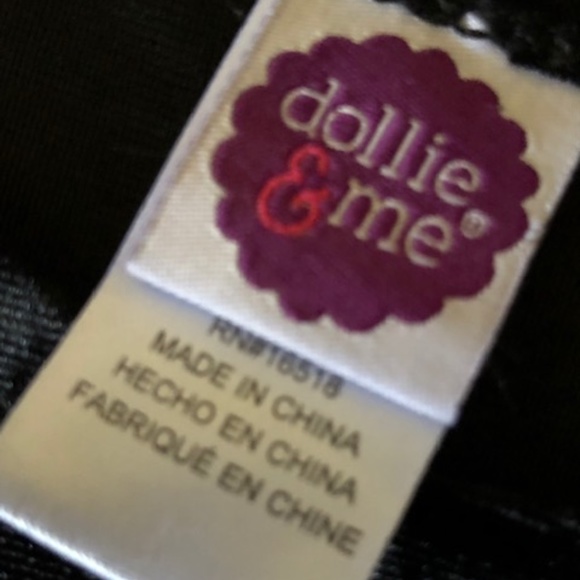 dollie
&me®
RN#16518
MADE IN CHINA
HECHO EN CHINA
FABRIQUÉ EN CHINE